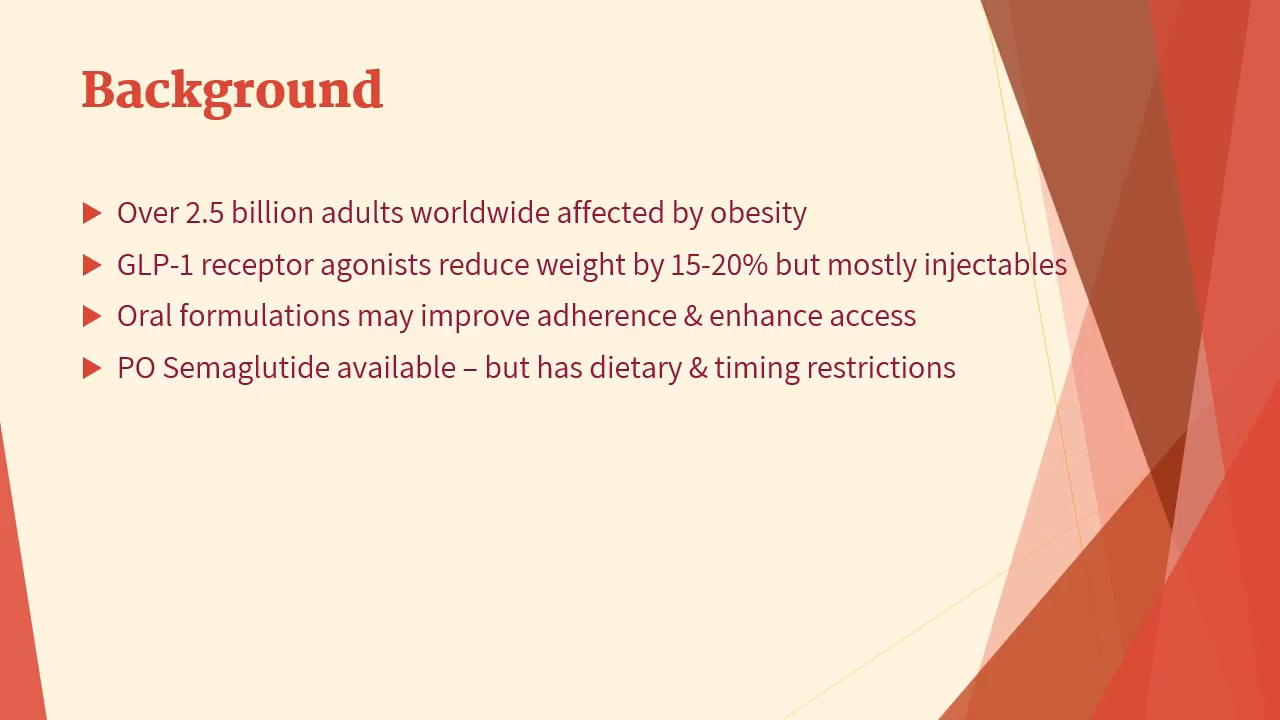 Background
Over 2.5 billion adults worldwide affected by obesity
GLP-1 receptor agonists reduce weight by 15-20% but mostly injectables
Oral formulations may improve adherence & enhance access
PO Semaglutide available – but has dietary & timing restrictions